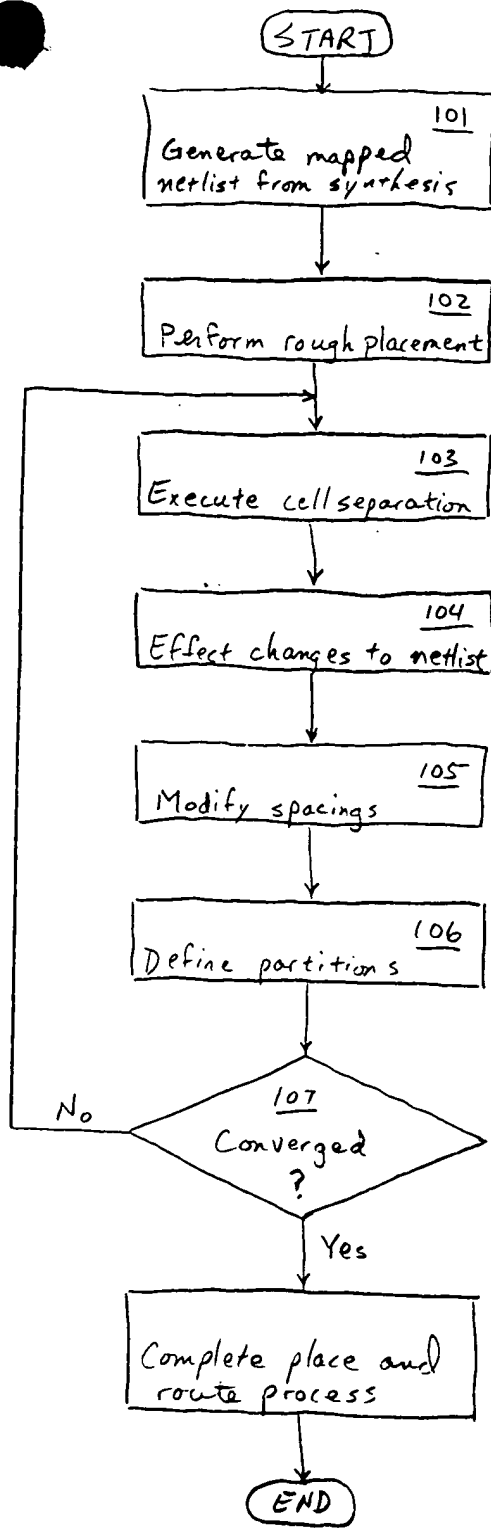 START
101
Generate mapped
netlist from synthesis
102
Perform rough placement
103
Execute cell separation
104
Effect changes to netlist
105
Modify spacings
106
Define partitions
107
Converged
?
No
Yes
Complete place and
route process
END